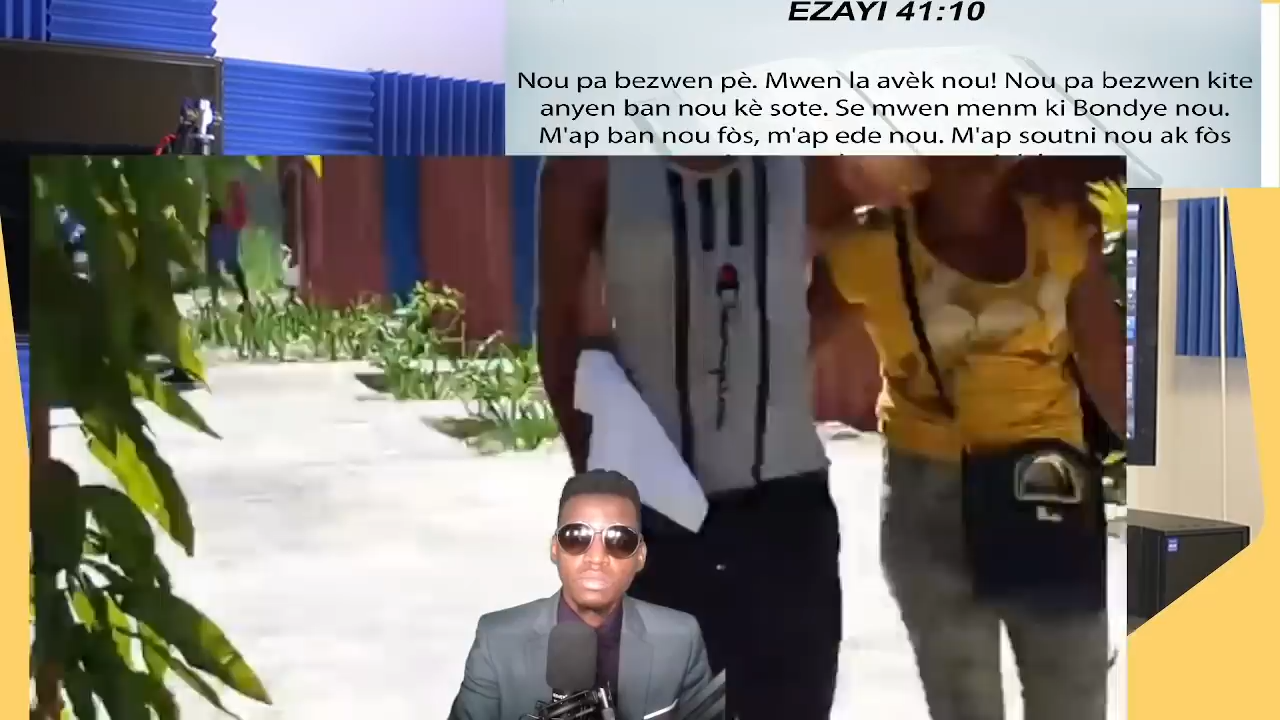 EZAYI 41:10
Nou pa bezwen pè. Mwen la avèk nou! Nou pa bezwen kite
anyen ban nou kè sote. Se mwen menm ki Bondye nou.
M'ap ban nou fòs, m'ap ede nou. M'ap soutni nou ak fòs